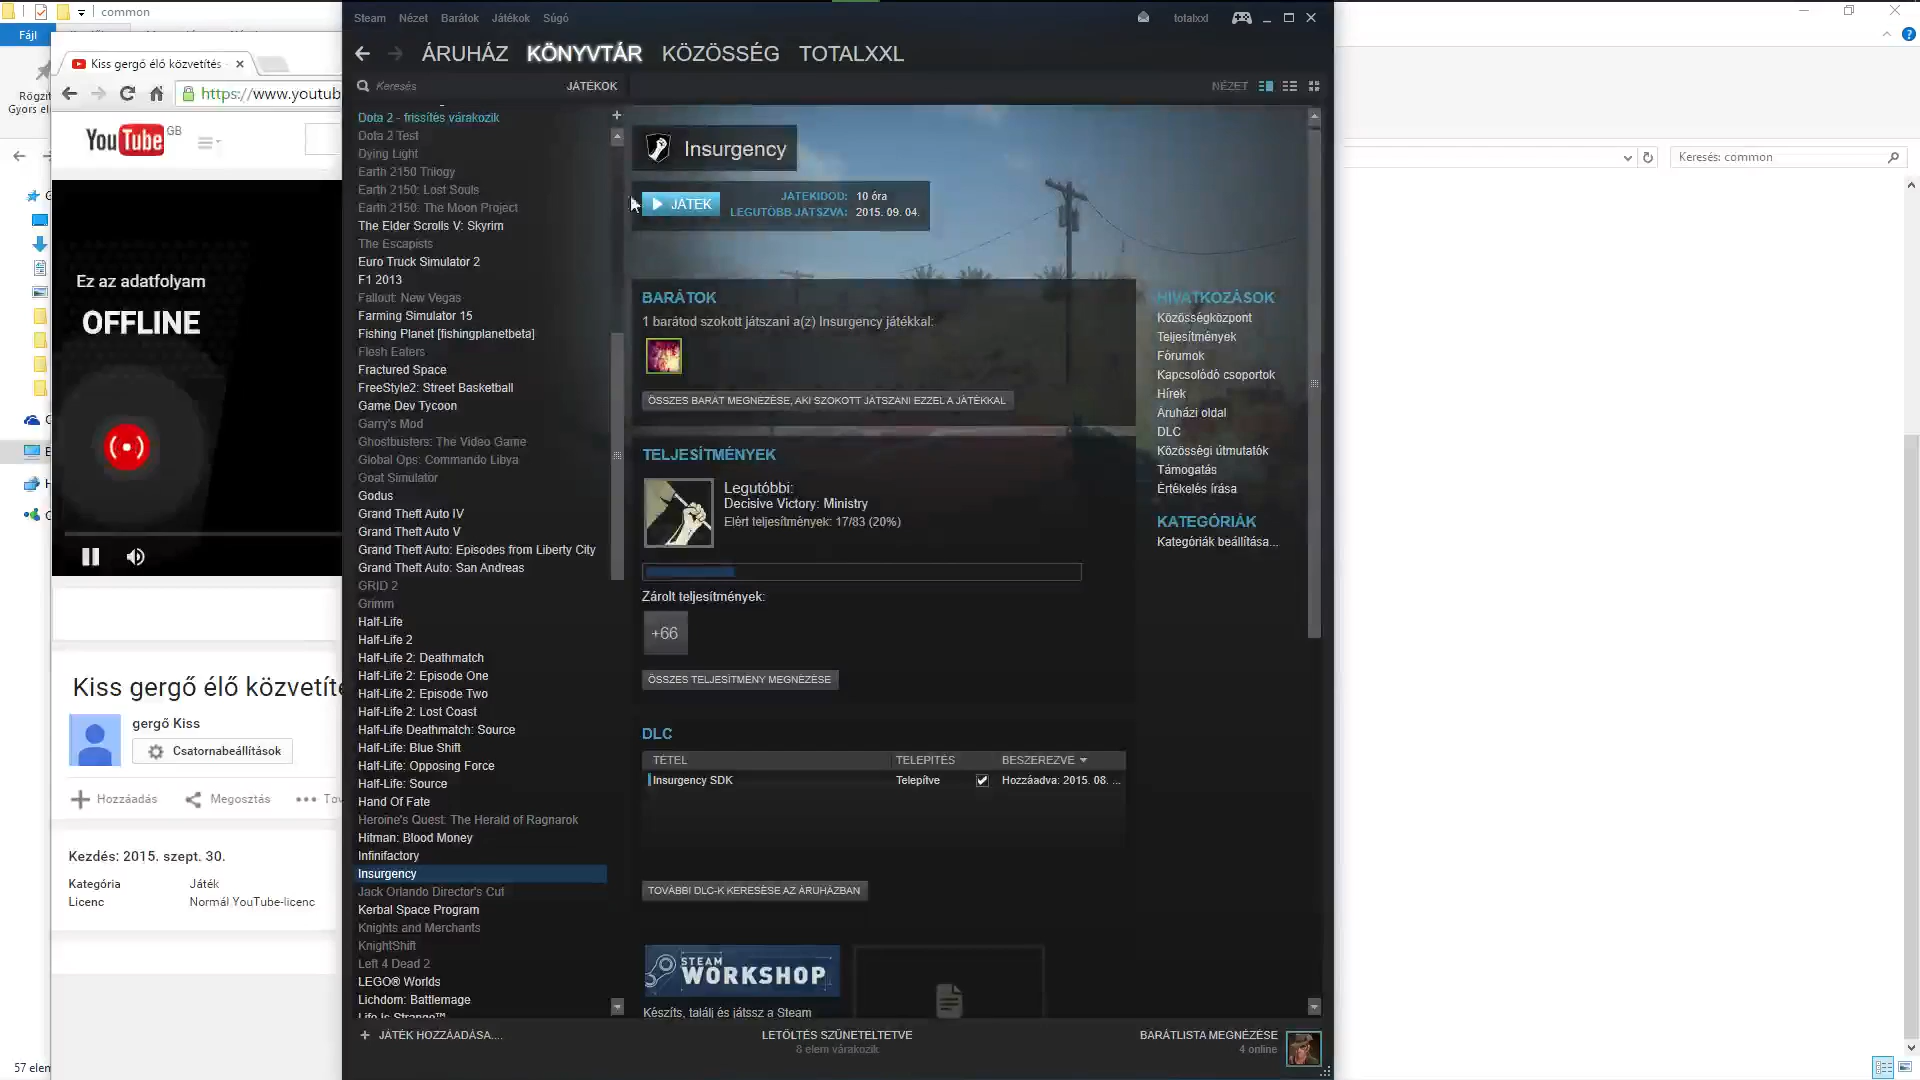 common
Fájl
Rögzít
Gyors el
57 elen
Kiss gergő élő közvetítés
https://www.youtub
YouTube GB
Ez az adatfolyam
OFFLINE
Kiss gergő élő közvetíté
gergő Kiss
Csatornabeállítások
Hozzáadás
Megosztás
Kezdés: 2015. szept. 30.
Kategória Játék
Licenc Normál YouTube-licenc
Steam Nézet Barátok Játékok Súgó
totalxxl
ÁRUHÁZ KÖNYVTÁR KÖZÖSSÉG TOTALXXL
Keresés JÁTÉKOK
NÉZET
Dota 2 - frissítés várakozik
Dota 2 Test
Dying Light
Earth 2150 Trilogy
Earth 2150: Lost Souls
Earth 2150: The Moon Project
The Elder Scrolls V: Skyrim
The Escapists
Euro Truck Simulator 2
F1 2013
Fallout: New Vegas
Farming Simulator 15
Fishing Planet [fishingplanetbeta]
Flesh Eaters
Fractured Space
FreeStyle2: Street Basketball
Game Dev Tycoon
Garry's Mod
Ghostbusters: The Video Game
Global Ops: Commando Libya
Goat Simulator
Godus
Grand Theft Auto IV
Grand Theft Auto V
Grand Theft Auto: Episodes from Liberty City
Grand Theft Auto: San Andreas
GRID 2
Grimm
Half-Life
Half-Life 2
Half-Life 2: Deathmatch
Half-Life 2: Episode One
Half-Life 2: Episode Two
Half-Life 2: Lost Coast
Half-Life Deathmatch: Source
Half-Life: Blue Shift
Half-Life: Opposing Force
Half-Life: Source
Hand Of Fate
Heroine's Quest: The Herald of Ragnarok
Hitman: Blood Money
Infinifactory
Insurgency
Jack Orlando Director's Cut
Kerbal Space Program
Knights and Merchants
KnightShift
Left 4 Dead 2
LEGO® Worlds
Lichdom: Battlemage
Life Is Strange™
JÁTÉK HOZZÁADÁSA....
Insurgency
JÁTÉK
JÁTÉKIDŐD: 10 óra
LEGUTÓBB JÁTSZVA: 2015. 09. 04.
BARÁTOK
1 barátod szokott játszani a(z) Insurgency játékkal:
ÖSSZES BARÁT MEGNÉZÉSE, AKI SZOKOTT JÁTSZANI EZZEL A JÁTÉKKAL
TELJESÍTMÉNYEK
Legutóbbi:
Decisive Victory: Ministry
Elért teljesítmények: 17/83 (20%)
Zárolt teljesítmények:
+66
ÖSSZES TELJESÍTMÉNY MEGNÉZÉSE
DLC
TÉTEL TELEPÍTÉS BESZEREZVE
Insurgency SDK Telepítve Hozzáadva: 2015. 08. ...
TOVÁBBI DLC-K KERESÉSE AZ ÁRUHÁZBAN
STEAM
WORKSHOP
Készíts, találj és játssz a Steam
LETÖLTÉS SZÜNETELTETVE
8 elem várakozik
HIVATKOZÁSOK
Közösségközpont
Teljesítmények
Fórumok
Kapcsolódó csoportok
Hírek
Áruházi oldal
DLC
Közösségi útmutatók
Támogatás
Értékelés írása
KATEGÓRIÁK
Kategóriák beállítása...
BARÁTLISTA MEGNÉZÉSE
4 online
Keresés: common